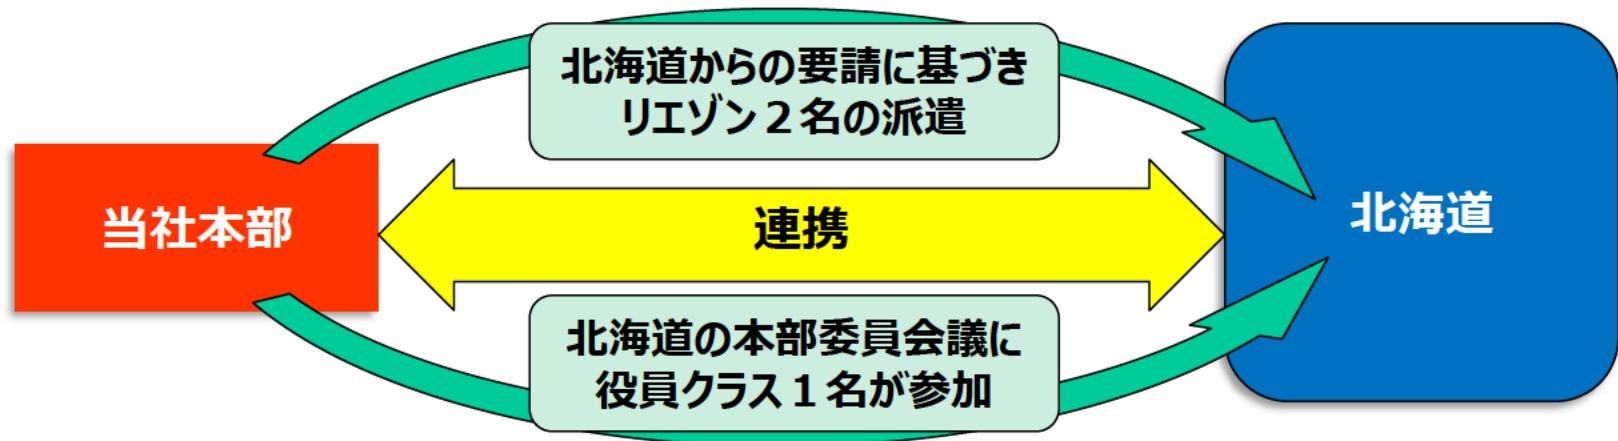 北海道からの要請に基づき
リエゾン２名の派遣
当社本部
連携
北海道
北海道の本部委員会議に
役員クラス１名が参加